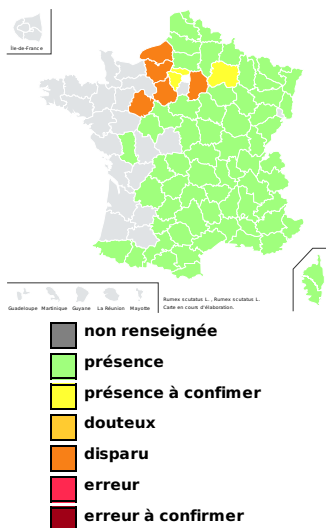 Île-de-France
Guadeloupe Martinique Guyane La Réunion Mayotte
Rumex scutatus L. , Rumex scutatus L.
Carte en cours d'élaboration.
non renseignée
présence
présence à confimer
douteux
disparu
erreur
erreur à confirmer